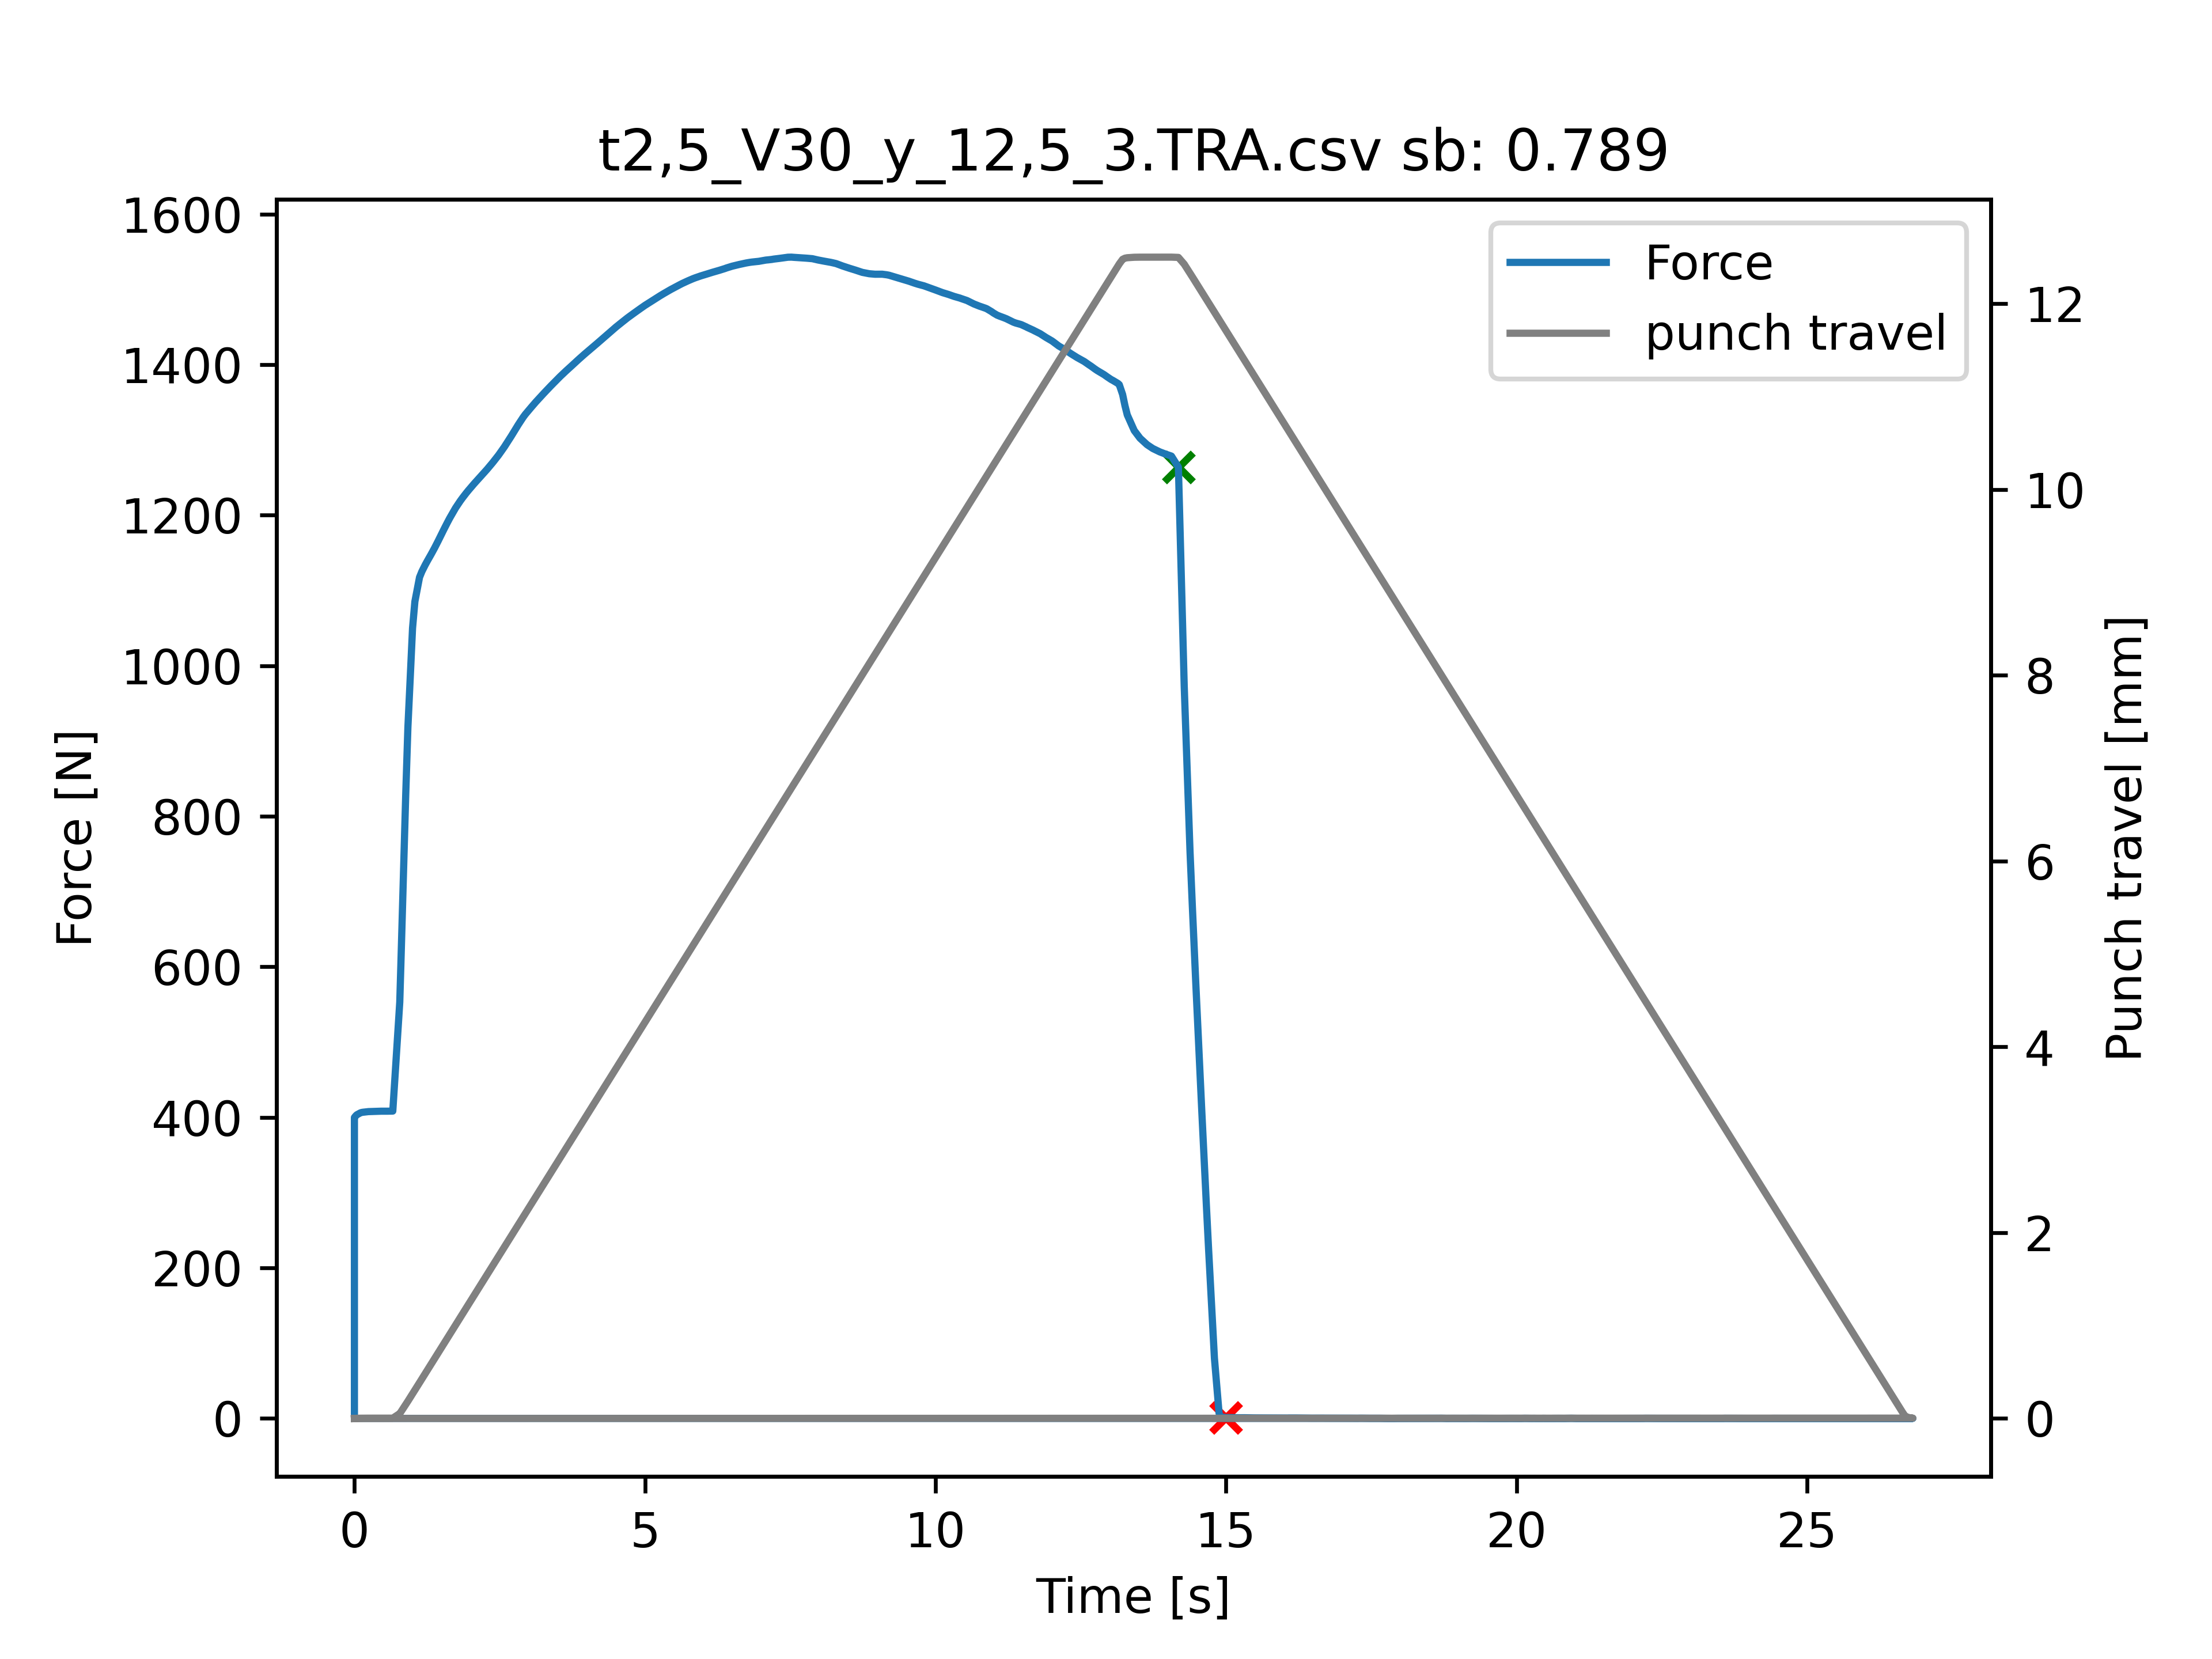 t2,5_V30_y_12,5_3.TRA.csv sb: 0.789
Force
punch travel
Force [N]
1600
1400
1200
1000
800
600
400
200
0
12
10
8
6
4
2
0
Punch travel [mm]
0 5 10 15 20 25
Time [s]